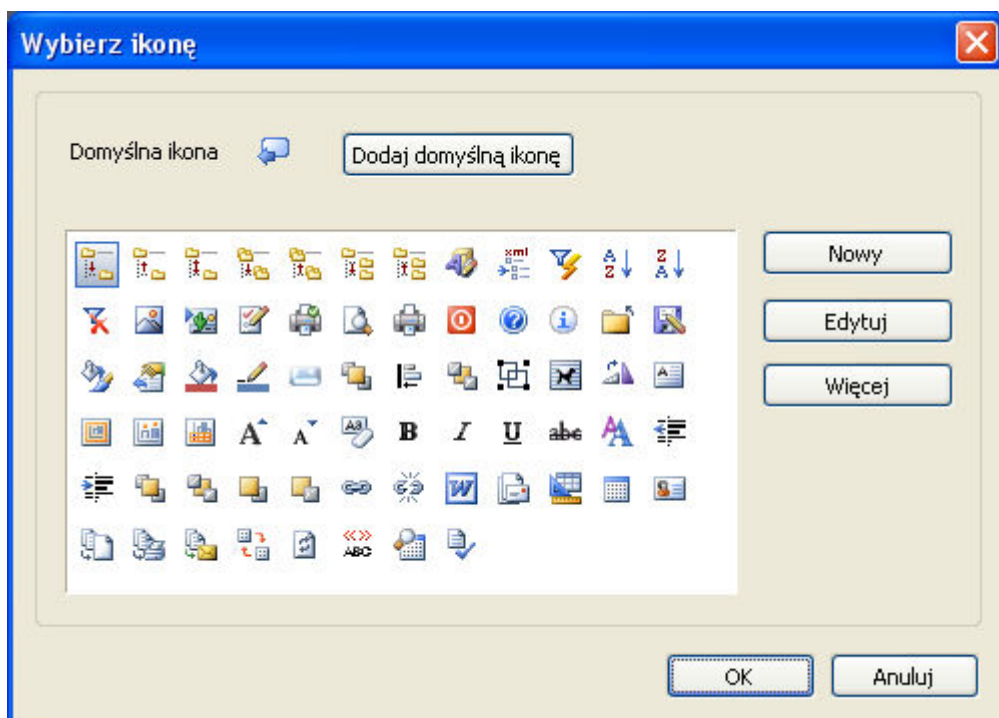 Wybierz ikonę
Domyślna ikona
Dodaj domyślną ikonę
Nowy
Edytuj
Więcej
OK
Anuluj